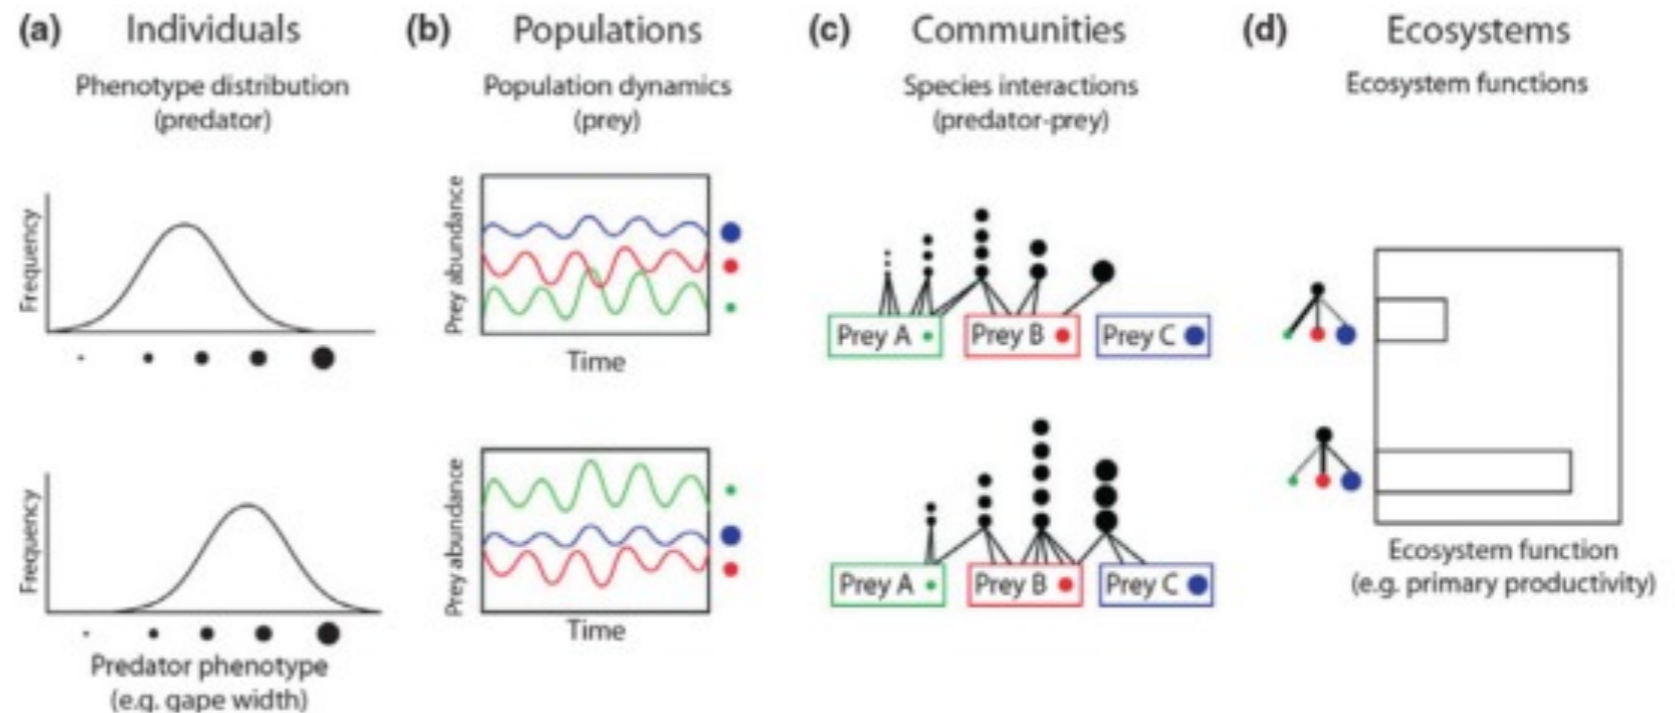 (a) Individuals
Phenotype distribution
(predator)
Frequency
Frequency
Predator phenotype
(e.g. gape width)
(b) Populations
Population dynamics
(prey)
Prey abundance
Time
Prey abundance
Time
(c) Communities
Species interactions
(predator-prey)
Prey A
Prey B
Prey C
Prey A
Prey B
Prey C
(d) Ecosystems
Ecosystem functions
Ecosystem function
(e.g. primary productivity)